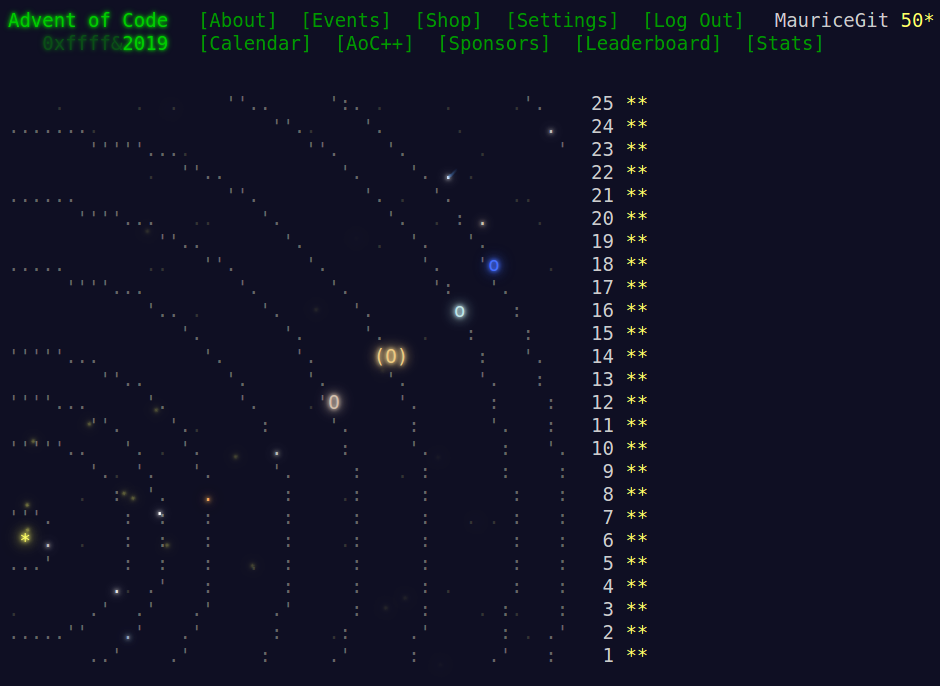 Advent of Code [About] [Events] [Shop] [Settings] [Log Out] MauriceGit 50*
0xffff&2019 [Calendar] [AoC++] [Sponsors] [Leaderboard] [Stats]
25 **
24 **
23 **
22 **
21 **
20 **
19 **
o 18 **
17 **
o 16 **
15 **
(O) 14 **
13 **
O 12 **
11 **
10 **
9 **
8 **
7 **
* 6 **
5 **
4 **
3 **
2 **
1 **